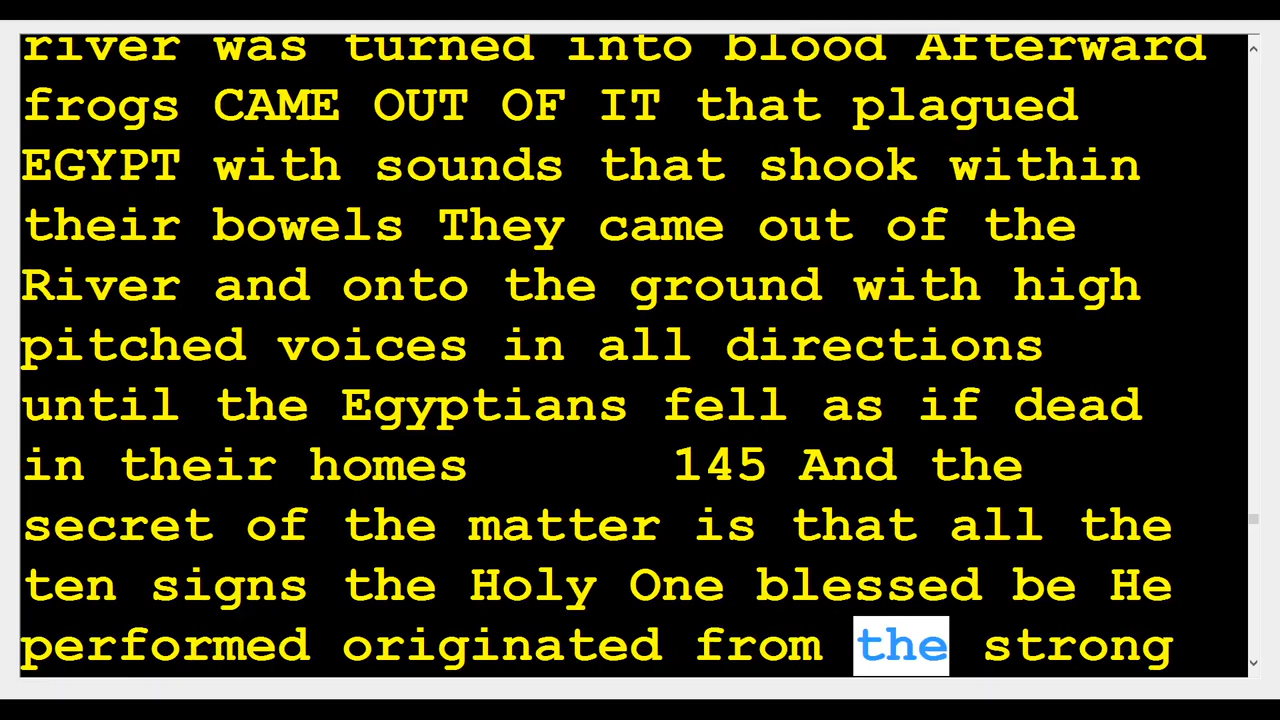 river was turned into blood Afterward
frogs CAME OUT OF IT that plagued
EGYPT with sounds that shook within
their bowels They came out of the
River and onto the ground with high
pitched voices in all directions
until the Egyptians fell as if dead
in their homes 145 And the
secret of the matter is that all the
ten signs the Holy One blessed be He
performed originated from the strong